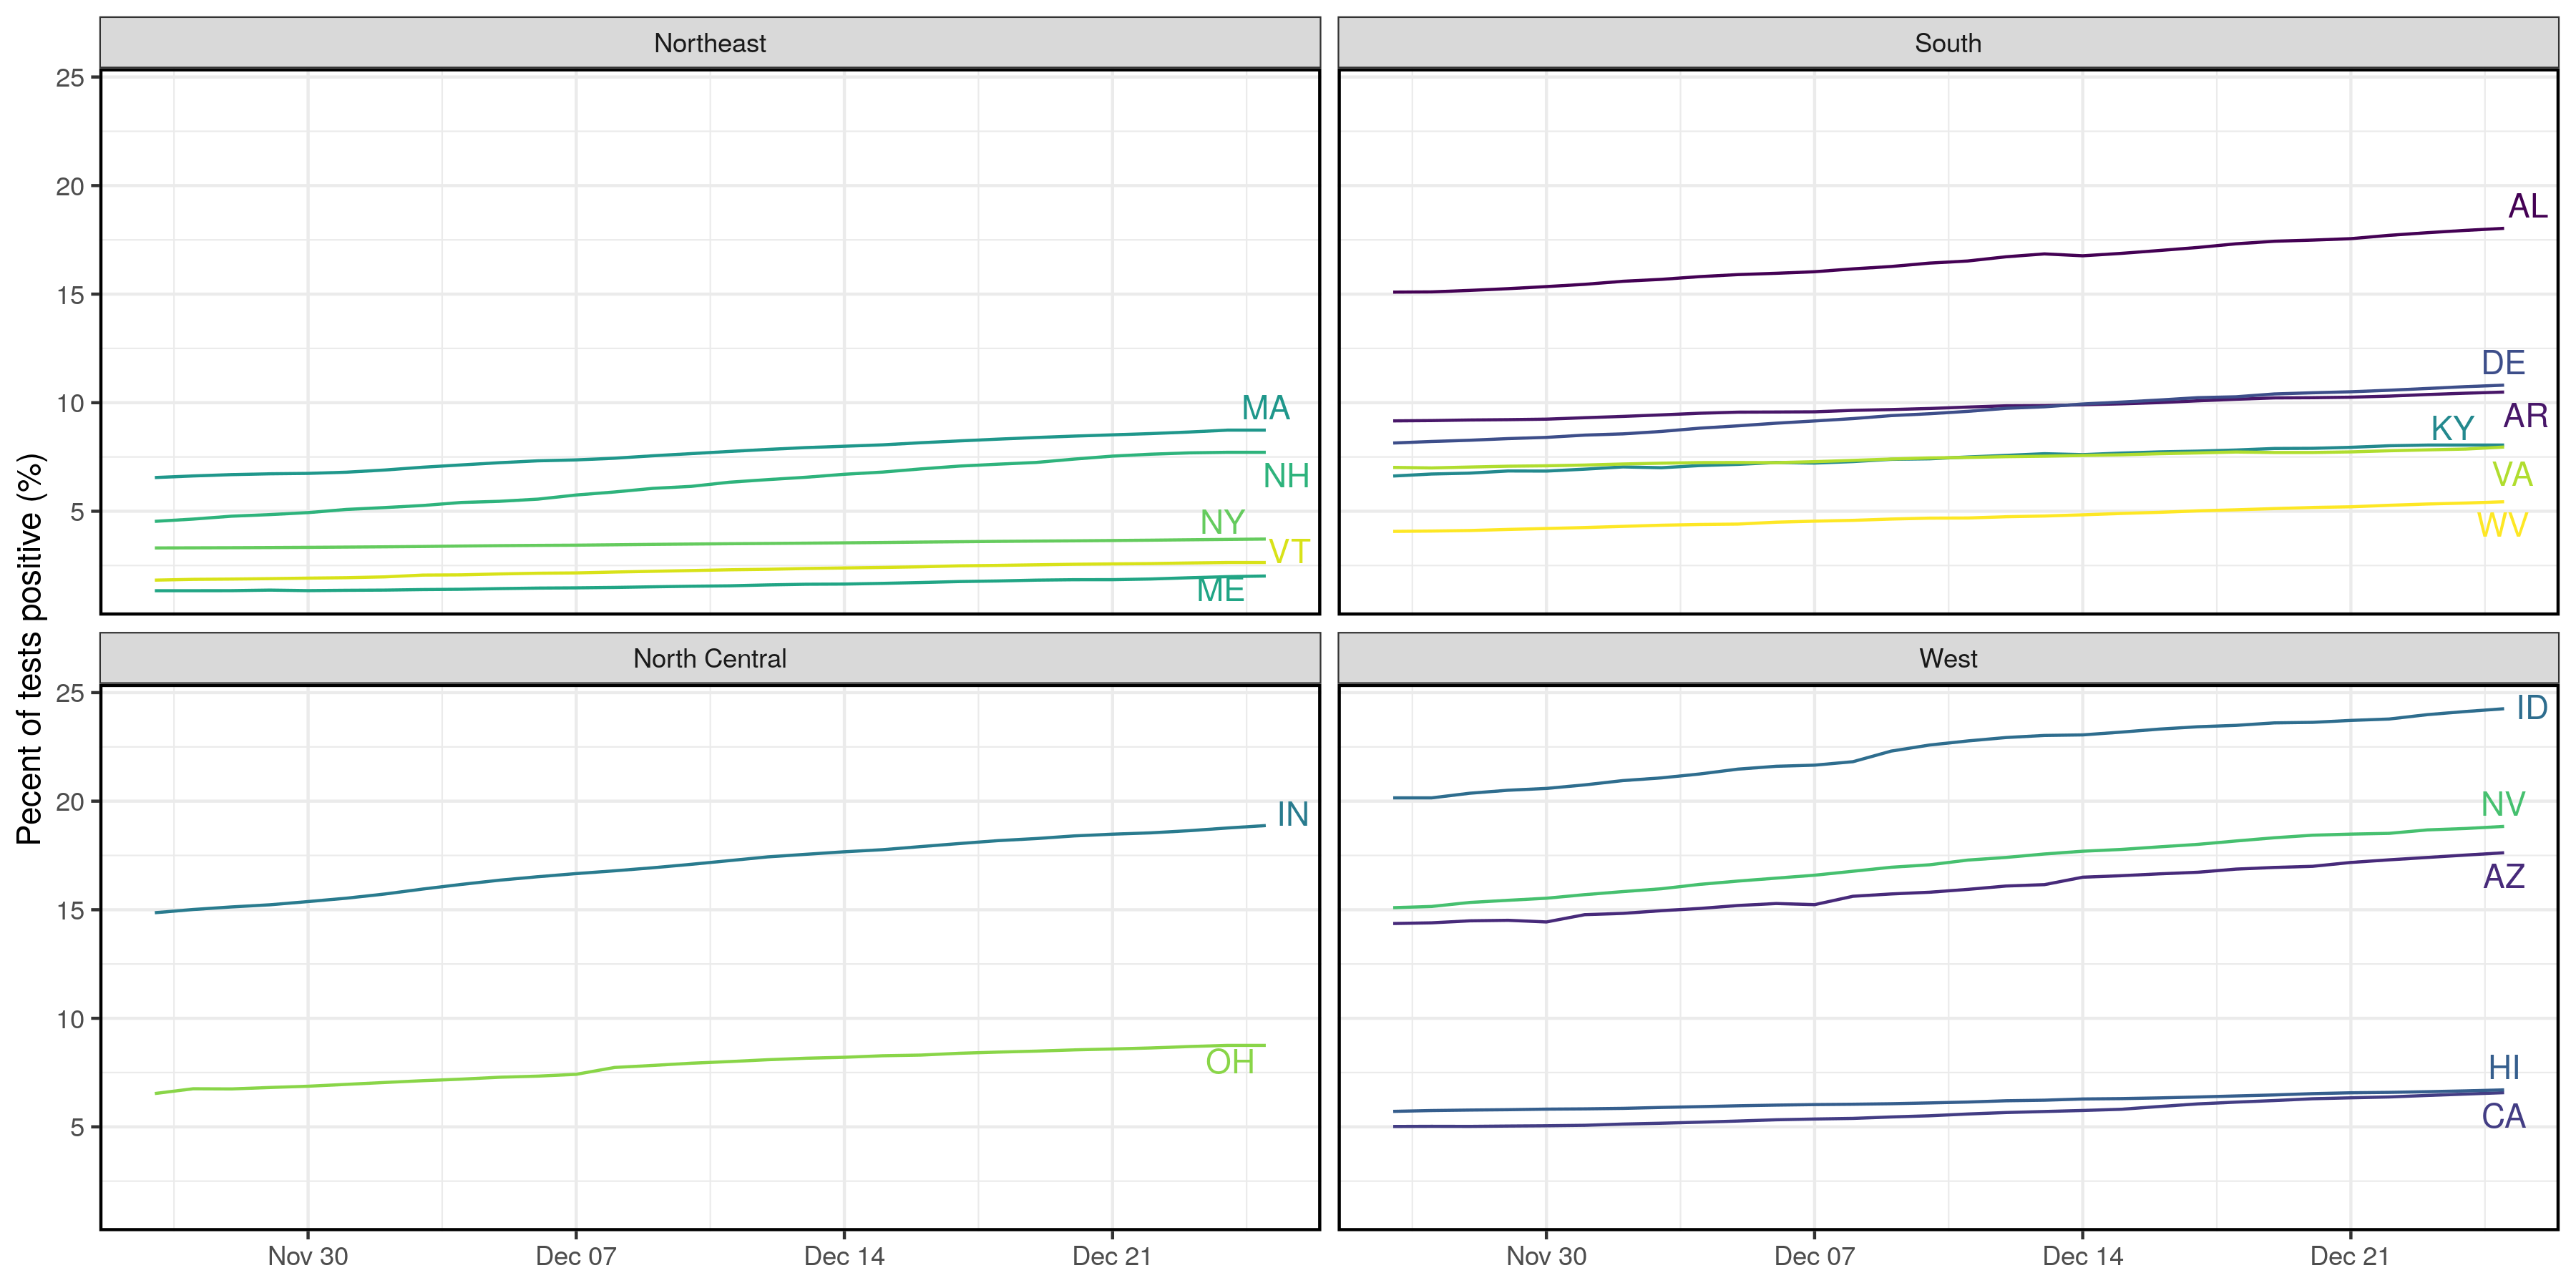 Northeast
South
25
20
15
10
5
AL
DE
AR
KY
VA
WV
MA
NH
NY
VT
ME
Pecent of tests positive (%)
North Central
West
25
20
15
10
5
IN
OH
ID
NV
AZ
HI
CA
Nov 30
Dec 07
Dec 14
Dec 21
Nov 30
Dec 07
Dec 14
Dec 21